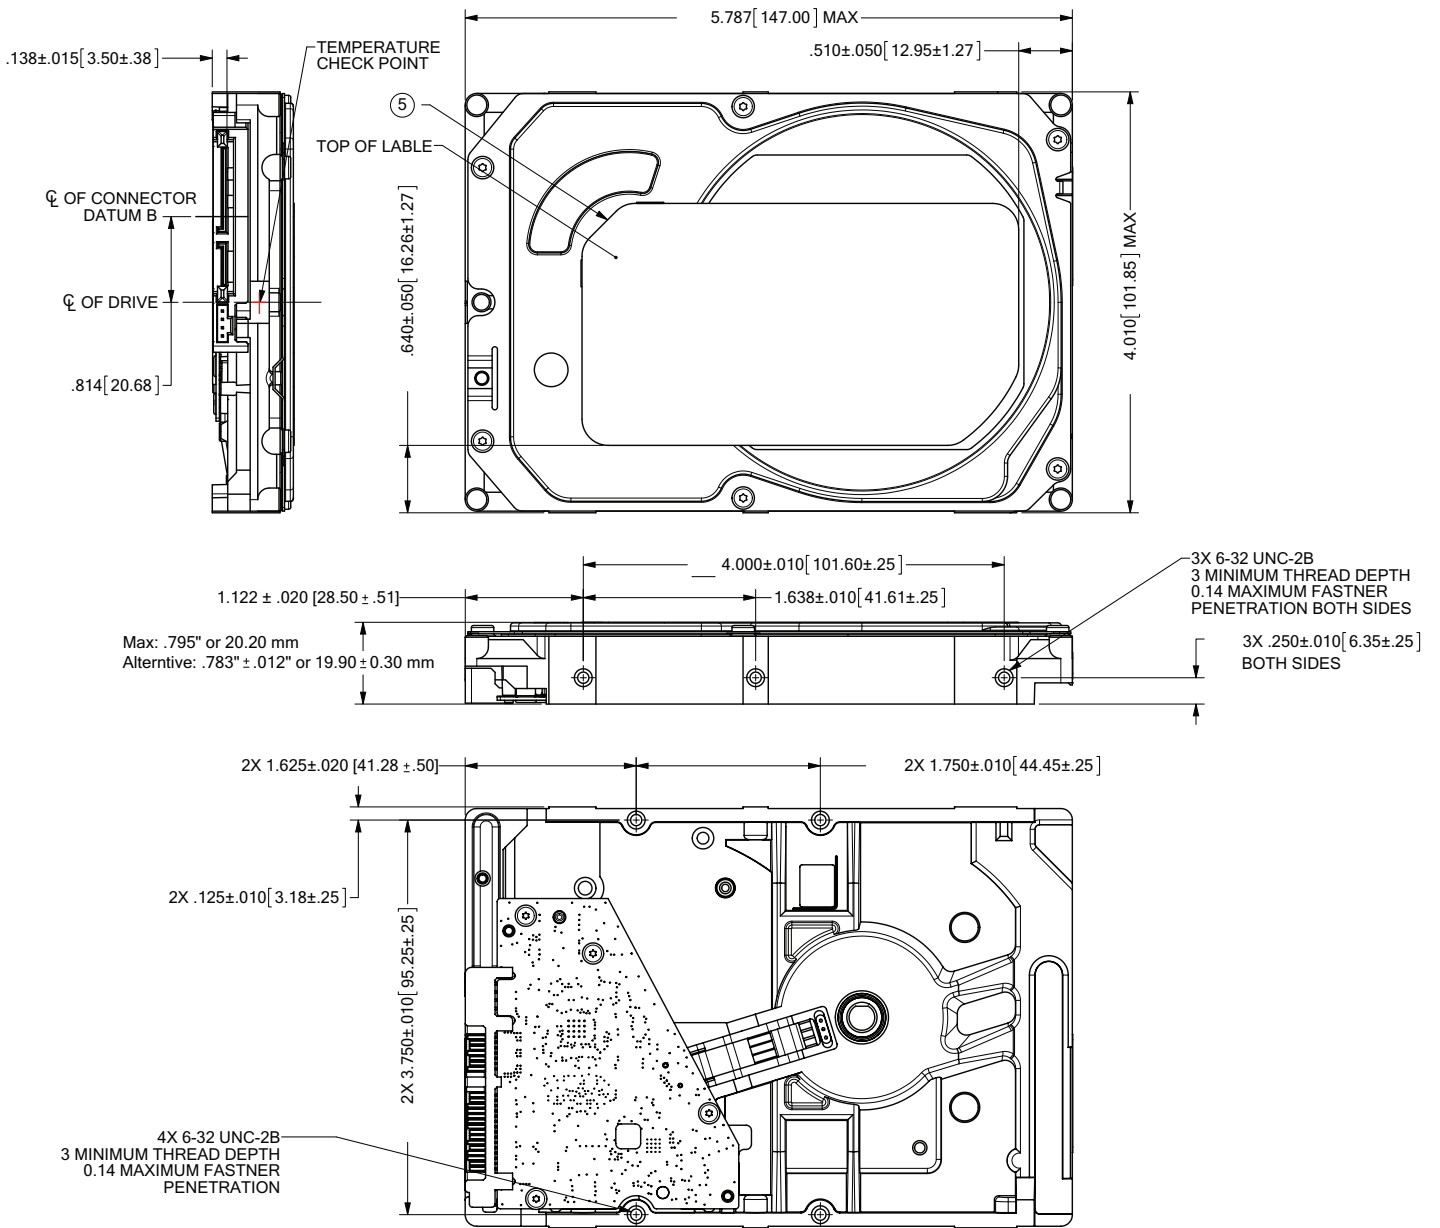 5.787[147.00] MAX
.138±.015[3.50±.38]
.510±.050[12.95±1.27]
TEMPERATURE
CHECK POINT
5
TOP OF LABLE
℄ OF CONNECTOR
DATUM B
.640±.050[16.26±1.27]
4.010[101.85] MAX
℄ OF DRIVE
.814[20.68]
4.000±.010[101.60±.25]
3X 6-32 UNC-2B
3 MINIMUM THREAD DEPTH
0.14 MAXIMUM FASTNER
PENETRATION BOTH SIDES
1.122 ± .020 [28.50 ± .51]
1.638±.010[41.61±.25]
Max: .795" or 20.20 mm
Alterntive: .783" ± .012" or 19.90 ± 0.30 mm
3X .250±.010[6.35±.25]
BOTH SIDES
2X 1.625±.020 [41.28 ±.50]
2X 1.750±.010[44.45±.25]
2X .125±.010[3.18±.25]
2X 3.750±.010[95.25±.25]
4X 6-32 UNC-2B
3 MINIMUM THREAD DEPTH
0.14 MAXIMUM FASTNER
PENETRATION